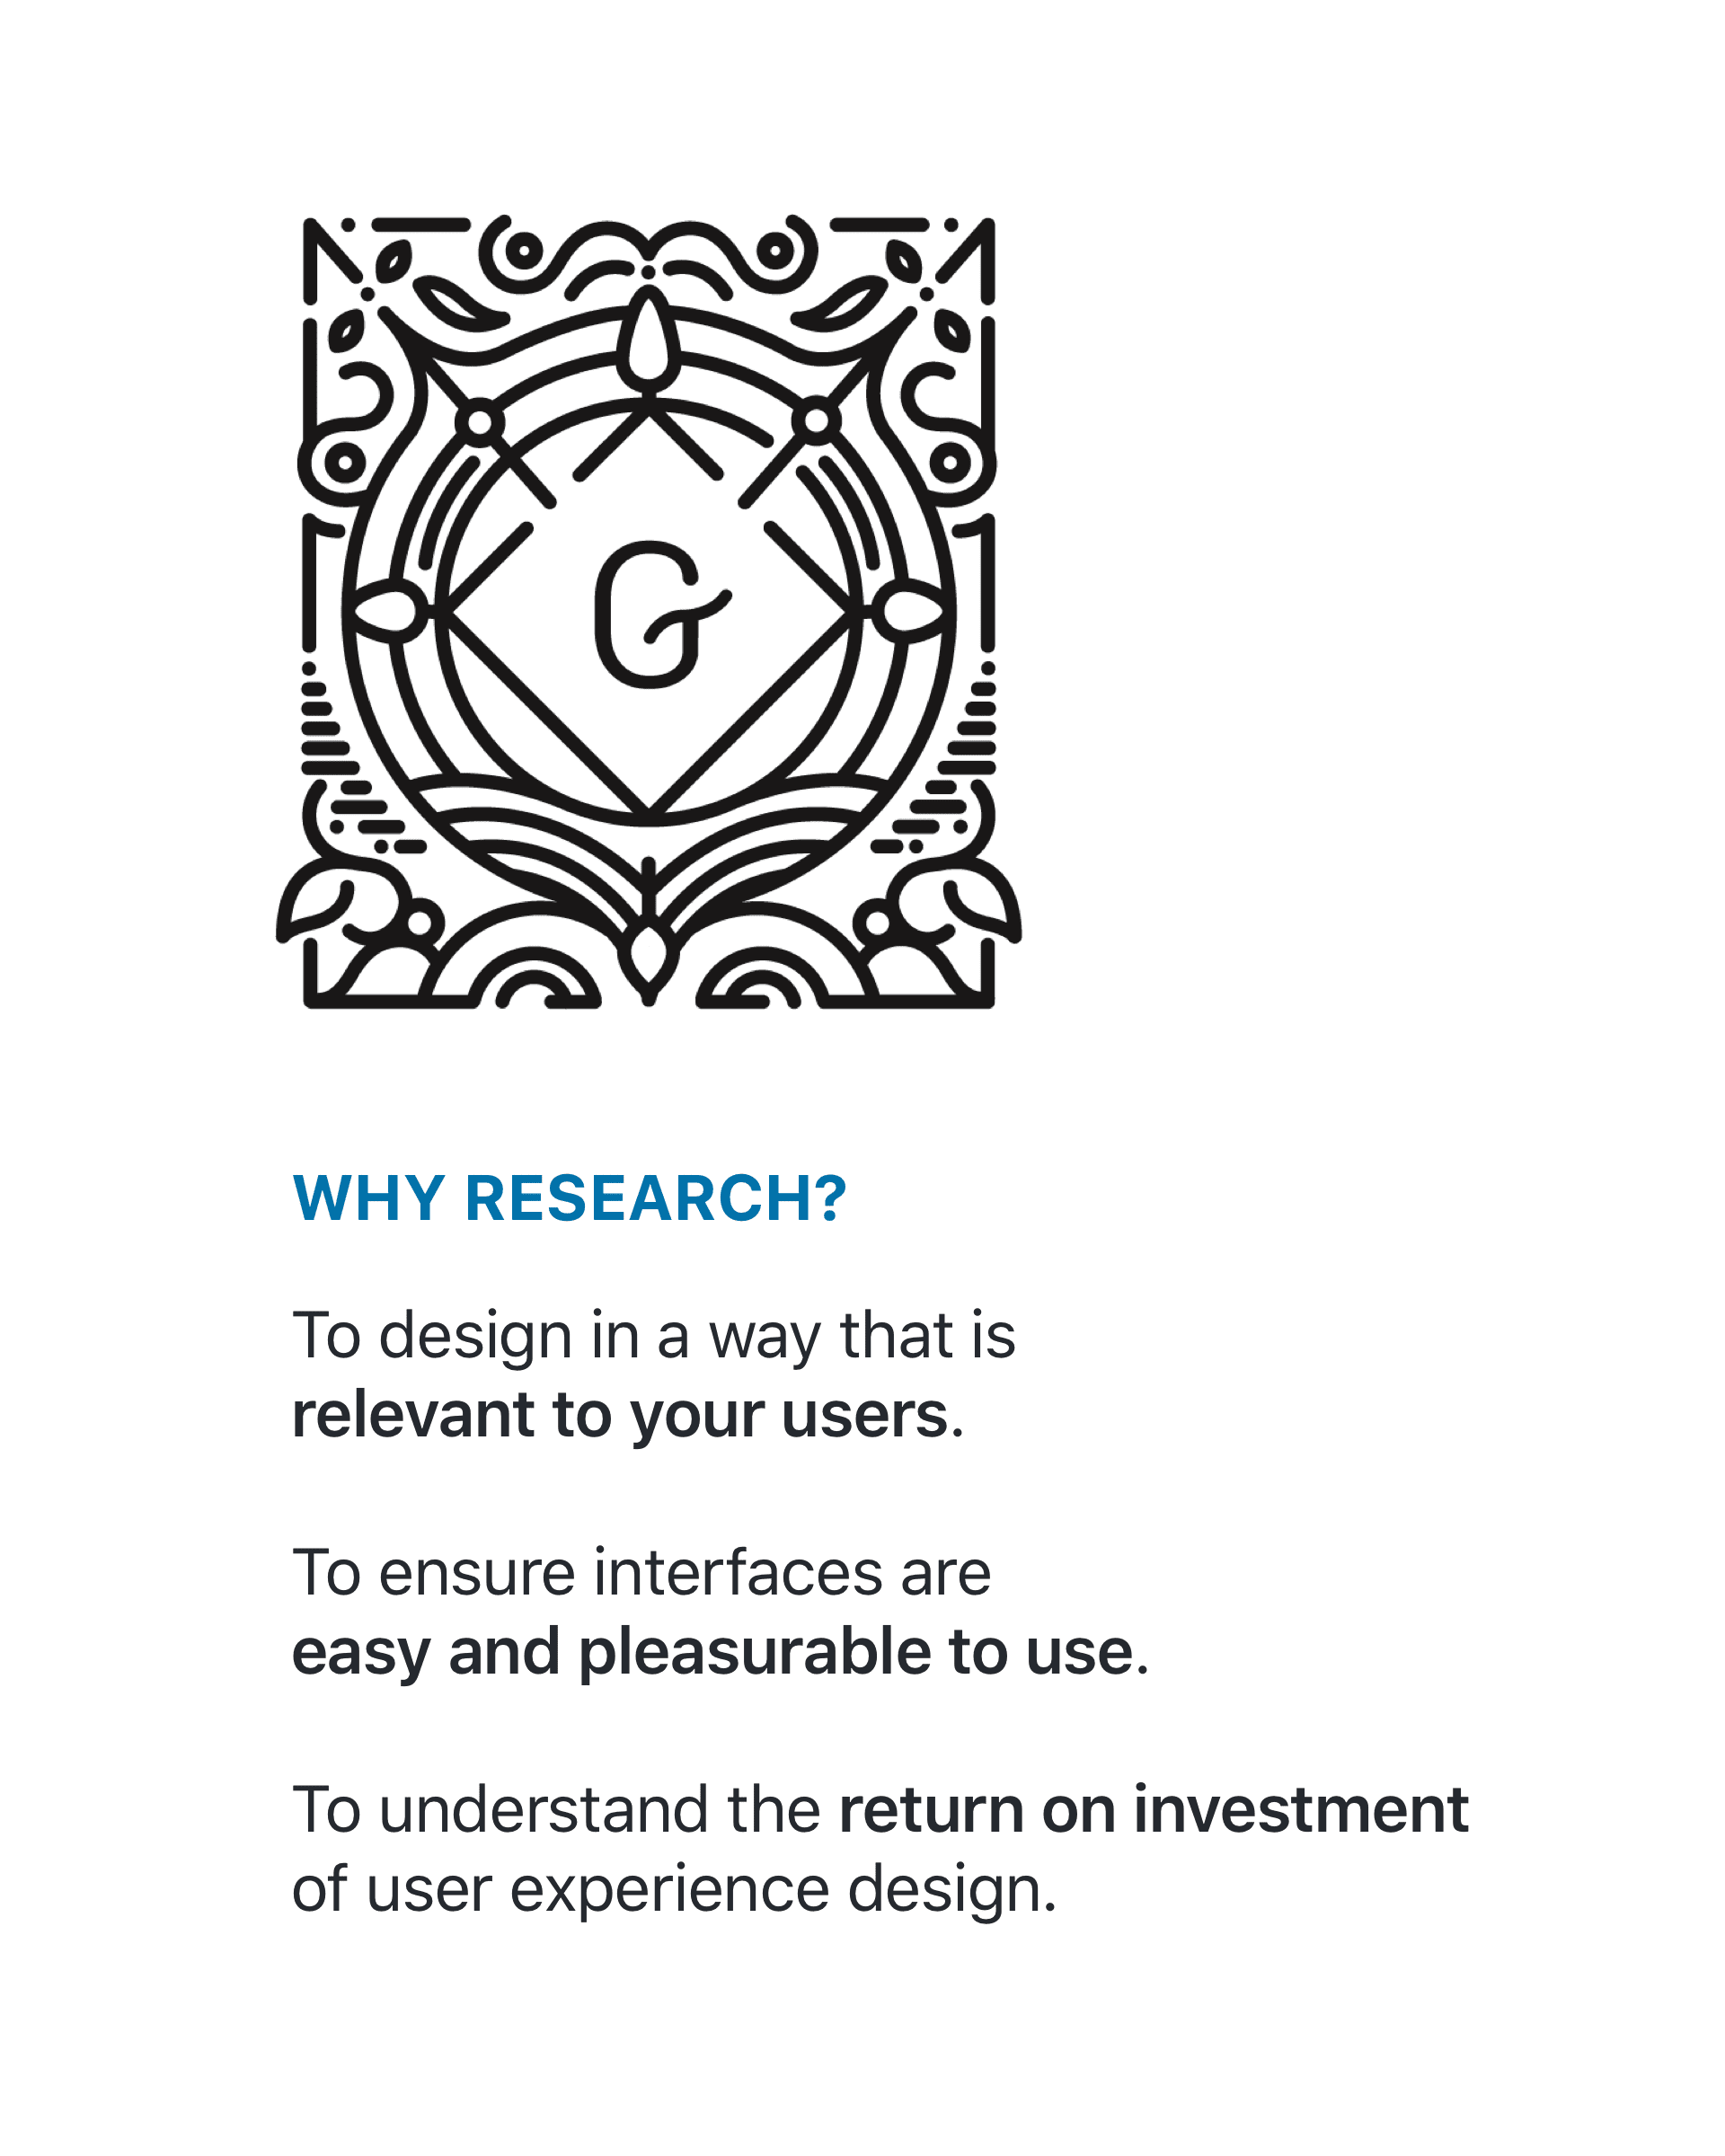 G
WHY RESEARCH?
To design in a way that is
relevant to your users.
To ensure interfaces are
easy and pleasurable to use.
To understand the return on investment
of user experience design.